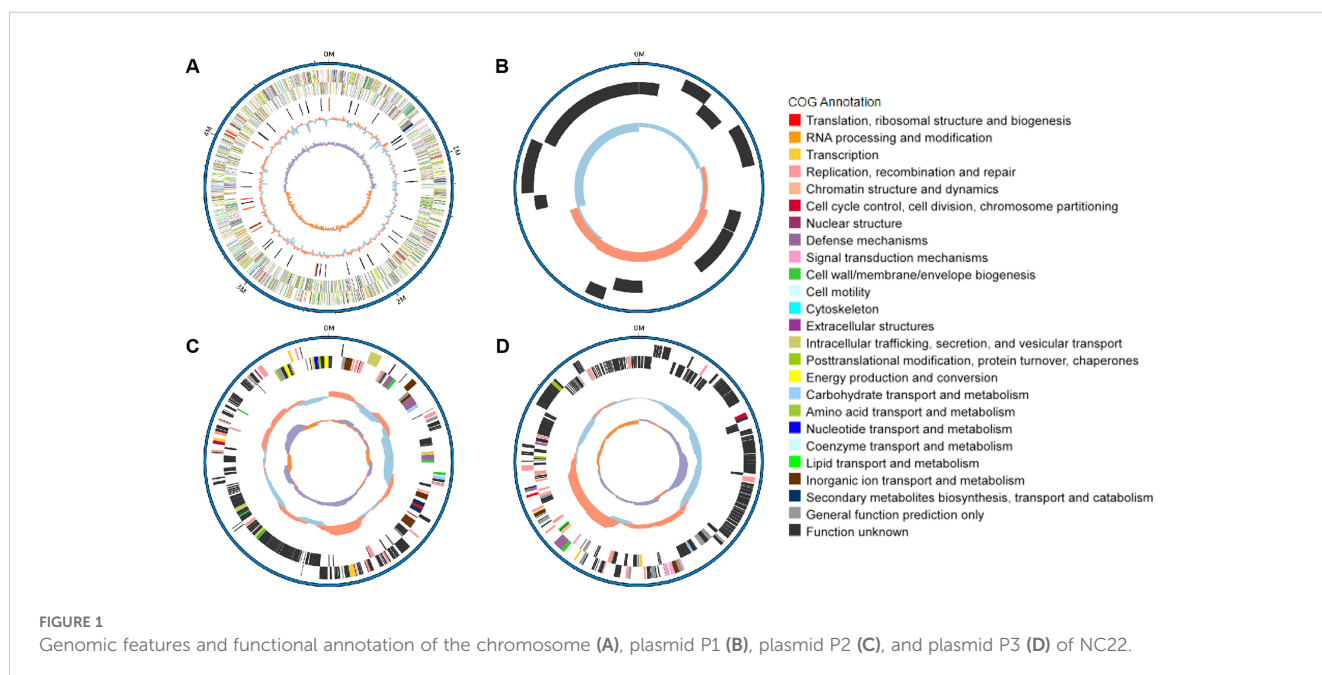 A
0M
1M
2M
3M
4M
B
0M
C
0M
D
0M
COG Annotation
Translation, ribosomal structure and biogenesis
RNA processing and modification
Transcription
Replication, recombination and repair
Chromatin structure and dynamics
Cell cycle control, cell division, chromosome partitioning
Nuclear structure
Defense mechanisms
Signal transduction mechanisms
Cell wall/membrane/envelope biogenesis
Cell motility
Cytoskeleton
Extracellular structures
Intracellular trafficking, secretion, and vesicular transport
Posttranslational modification, protein turnover, chaperones
Energy production and conversion
Carbohydrate transport and metabolism
Amino acid transport and metabolism
Nucleotide transport and metabolism
Coenzyme transport and metabolism
Lipid transport and metabolism
Inorganic ion transport and metabolism
Secondary metabolites biosynthesis, transport and catabolism
General function prediction only
Function unknown
FIGURE 1
Genomic features and functional annotation of the chromosome (A), plasmid P1 (B), plasmid P2 (C), and plasmid P3 (D) of NC22.